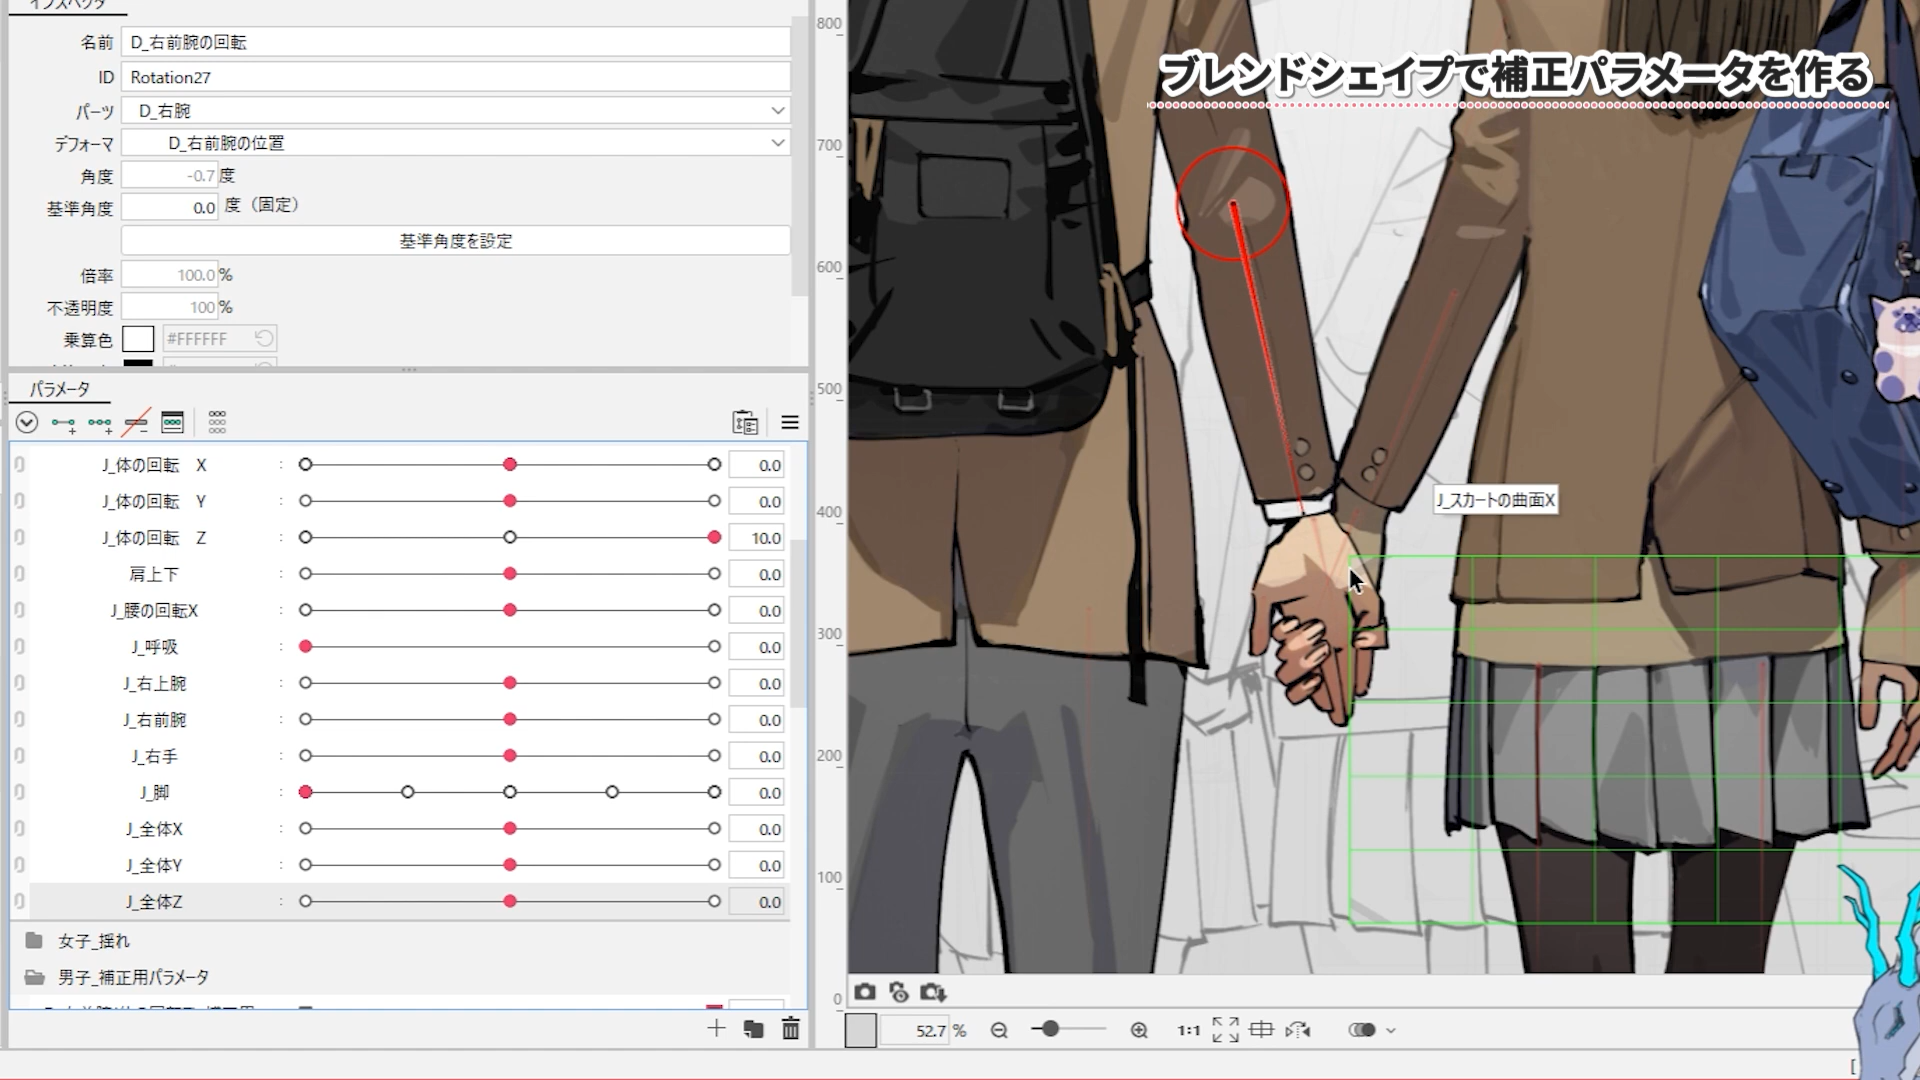 インスペクタ
名前 D_右前腕の回転
ID Rotation27
パーツ D_右腕
デフォーマ D_右前腕の位置
角度 -0.7 度
基準角度 0.0 度（固定）
基準角度を設定
倍率 100.0 %
不透明度 100 %
乗算色 #FFFFFF
パラメータ
J_体の回転 X : 0.0
J_体の回転 Y : 0.0
J_体の回転 Z : 10.0
肩上下 : 0.0
J_腰の回転X : 0.0
J_呼吸 : 0.0
J_右上腕 : 0.0
J_右前腕 : 0.0
J_右手 : 0.0
J_脚 : 0.0
J_全体X : 0.0
J_全体Y : 0.0
J_全体Z : 0.0
女子_揺れ
男子_補正用パラメータ
800
700
600
500
400
300
200
100
0
ブレンドシェイプで補正パラメータを作る
J_スカートの曲面X
52.7 %
1:1
[